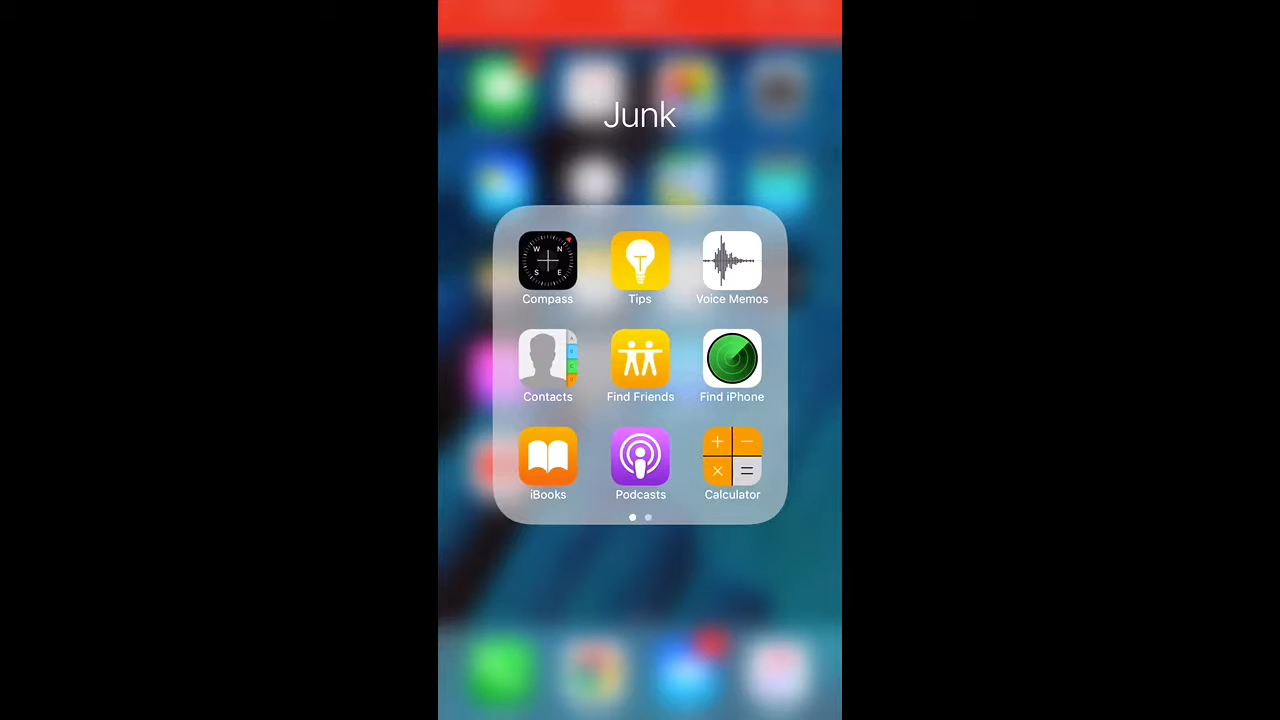 Junk
W N
S E
Compass
Tips
Voice Memos
Contacts
Find Friends
Find iPhone
+ −
× =
iBooks
Podcasts
Calculator